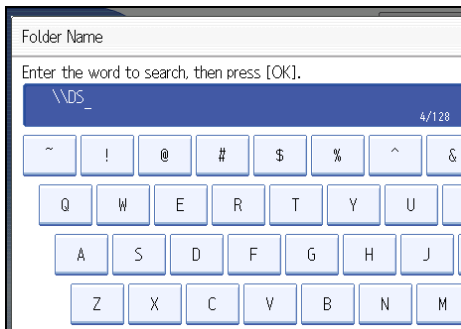 Folder Name
Enter the word to search, then press [OK].
\\DS_
4/128
~ ! @ # $ % ^ &
Q W E R T Y U
A S D F G H J
Z X C V B N M